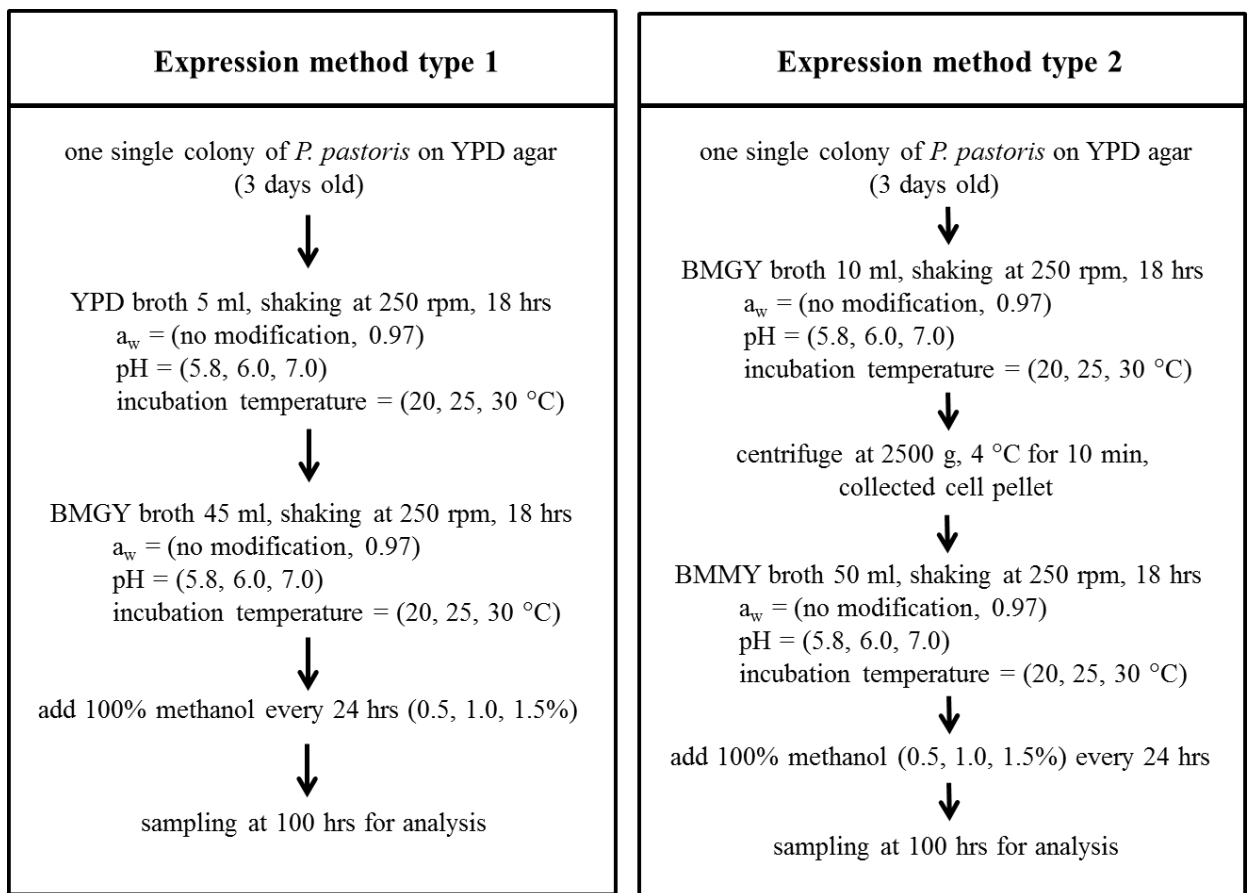 Expression method type 1
one single colony of P. pastoris on YPD agar
(3 days old)
YPD broth 5 ml, shaking at 250 rpm, 18 hrs
aw = (no modification, 0.97)
pH = (5.8, 6.0, 7.0)
incubation temperature = (20, 25, 30 °C)
BMGY broth 45 ml, shaking at 250 rpm, 18 hrs
aw = (no modification, 0.97)
pH = (5.8, 6.0, 7.0)
incubation temperature = (20, 25, 30 °C)
add 100% methanol every 24 hrs (0.5, 1.0, 1.5%)
sampling at 100 hrs for analysis
Expression method type 2
one single colony of P. pastoris on YPD agar
(3 days old)
BMGY broth 10 ml, shaking at 250 rpm, 18 hrs
aw = (no modification, 0.97)
pH = (5.8, 6.0, 7.0)
incubation temperature = (20, 25, 30 °C)
centrifuge at 2500 g, 4 °C for 10 min,
collected cell pellet
BMMY broth 50 ml, shaking at 250 rpm, 18 hrs
aw = (no modification, 0.97)
pH = (5.8, 6.0, 7.0)
incubation temperature = (20, 25, 30 °C)
add 100% methanol (0.5, 1.0, 1.5%) every 24 hrs
sampling at 100 hrs for analysis